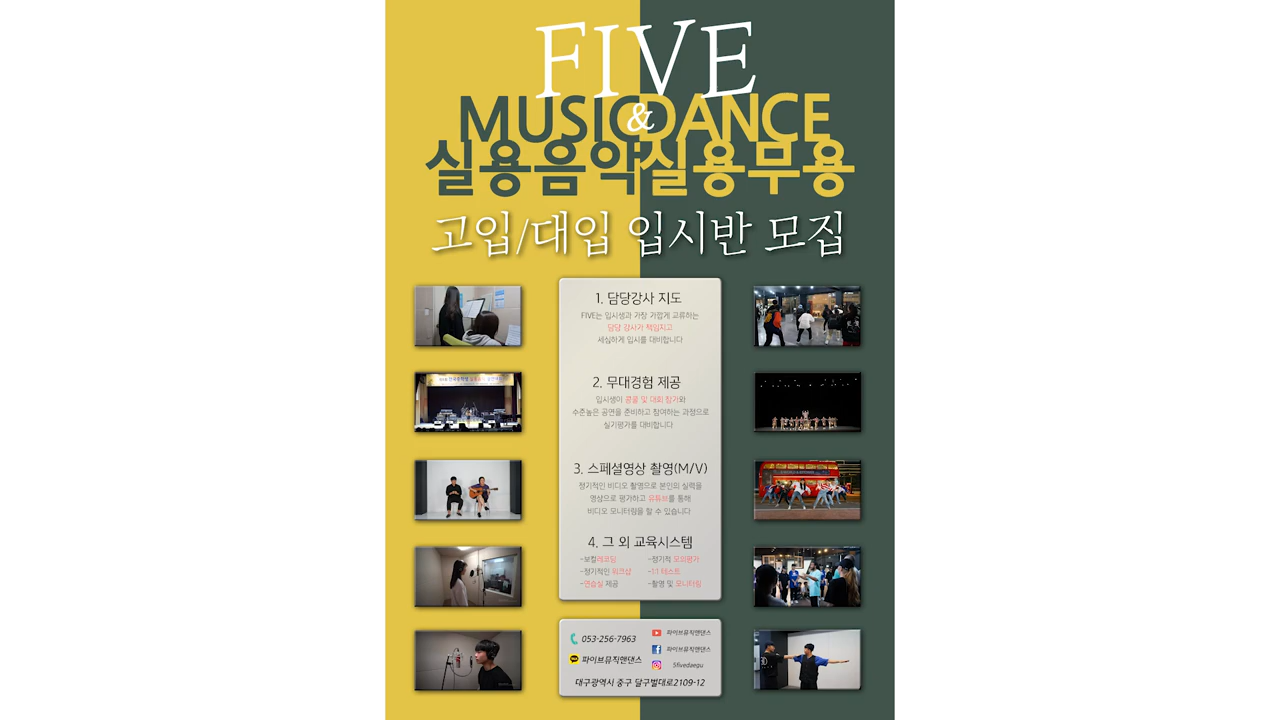 FIVE
MUSIC & DANCE
실용음악 실용무용
고입/대입 입시반 모집
1. 담당강사 지도
FIVE는 입시생과 가장 가깝게 교류하는
담당 강사가 책임지고
세심하게 입시를 대비합니다
2. 무대경험 제공
입시생이 콩쿨 및 대회 참가와
수준높은 공연을 준비하고 참여하는 과정으로
실기평가를 대비합니다
3. 스페셜영상 촬영(M/V)
정기적인 비디오 촬영으로 본인의 실력을
영상으로 평가하고 유튜브를 통해
비디오 모니터링을 할 수 있습니다
4. 그 외 교육시스템
-보컬레코딩 -정기적 모의평가
-정기적인 워크샵 -1:1 테스트
-연습실 제공 -촬영 및 모니터링
053-256-7963
파이브뮤직앤댄스
파이브뮤직앤댄스
파이브뮤직앤댄스
5fivedaegu
대구광역시 중구 달구벌대로2109-12